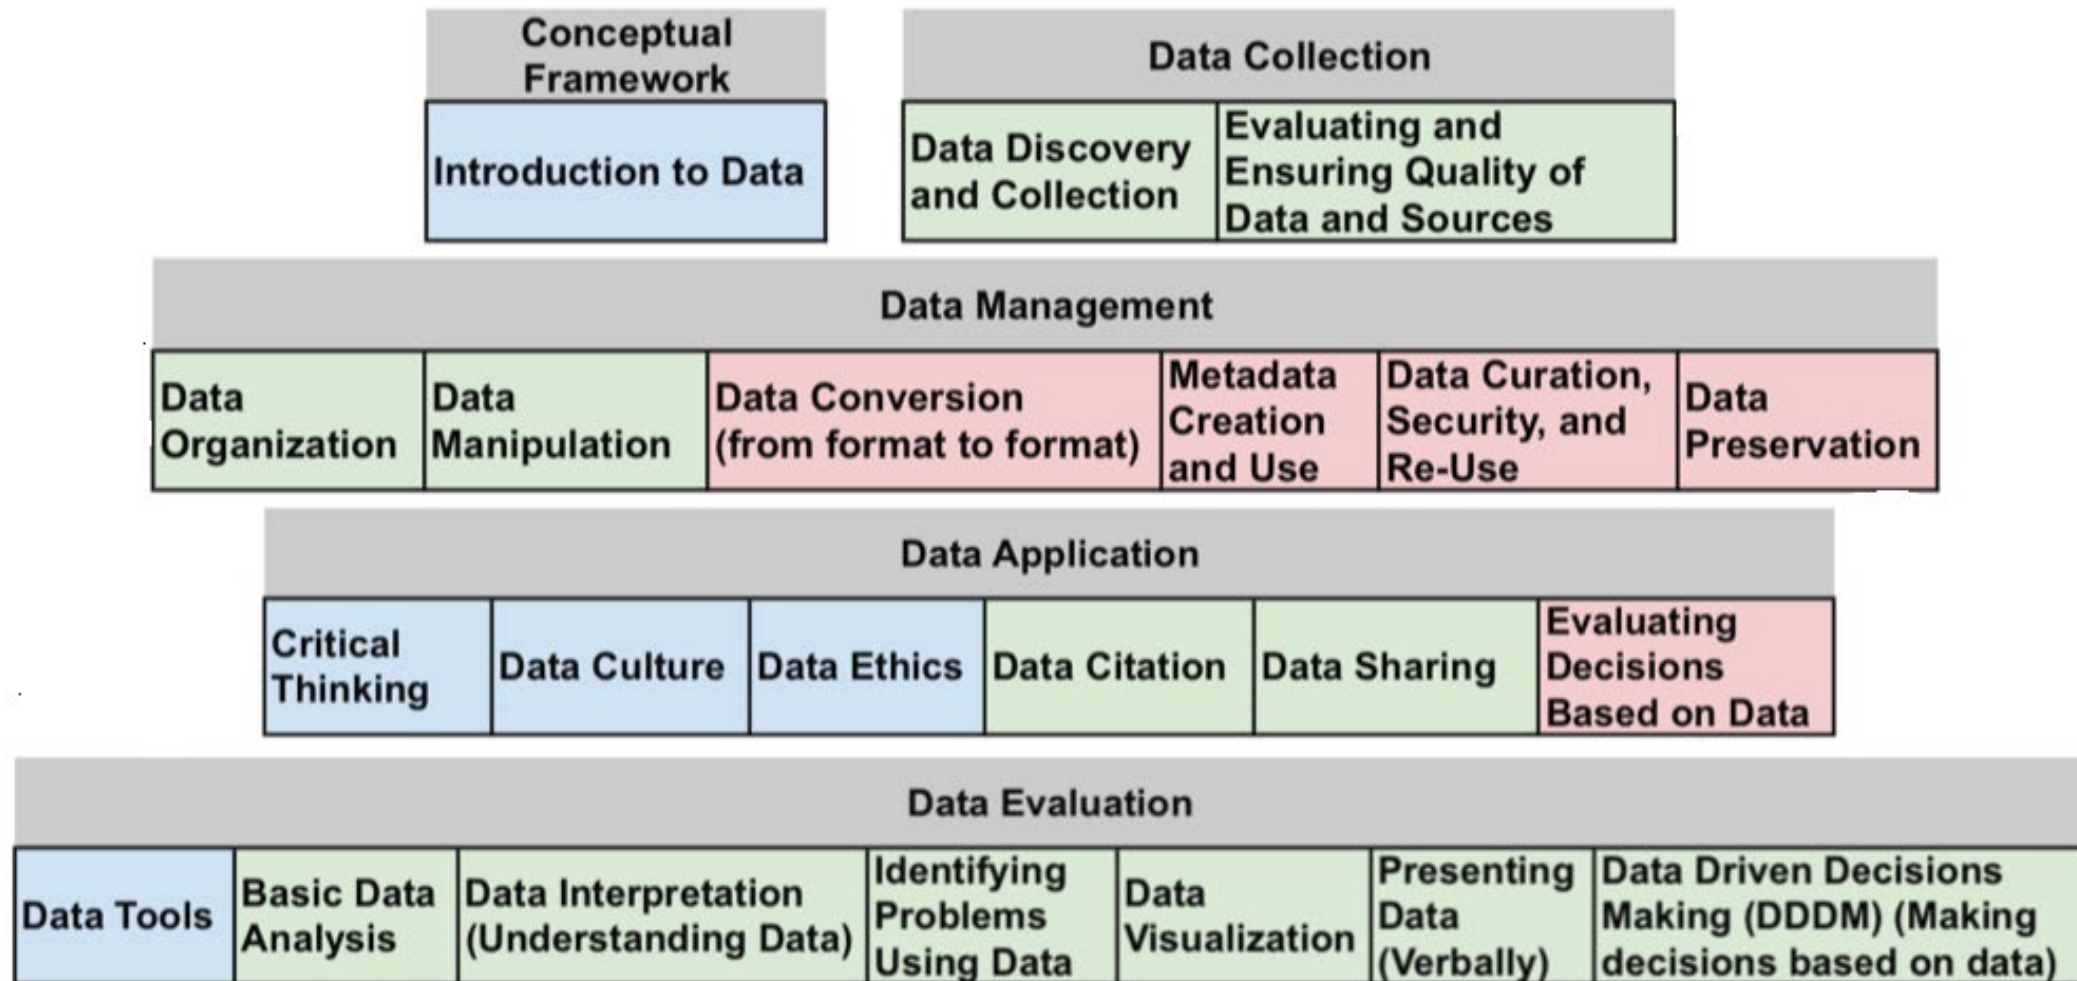 Conceptual
Framework
Introduction to Data
Data Collection
Data Discovery
and Collection
Evaluating and
Ensuring Quality of
Data and Sources
Data Management
Data
Organization
Data
Manipulation
Data Conversion
(from format to format)
Metadata
Creation
and Use
Data Curation,
Security, and
Re-Use
Data
Preservation
Data Application
Critical
Thinking
Data Culture
Data Ethics
Data Citation
Data Sharing
Evaluating
Decisions
Based on Data
Data Evaluation
Data Tools
Basic Data
Analysis
Data Interpretation
(Understanding Data)
Identifying
Problems
Using Data
Data
Visualization
Presenting
Data
(Verbally)
Data Driven Decisions
Making (DDDM) (Making
decisions based on data)